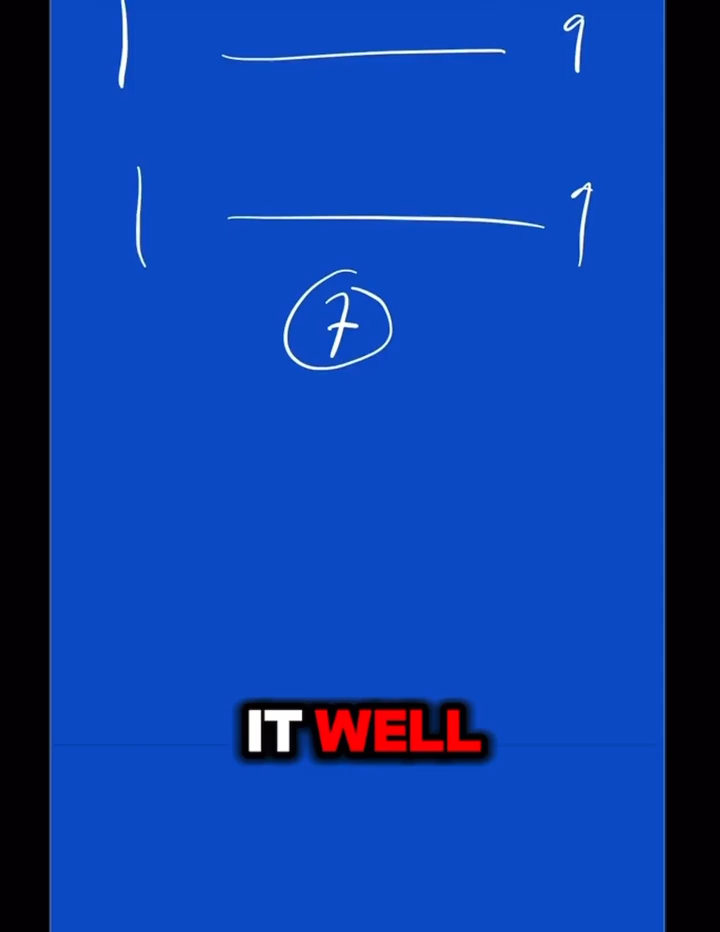 1 — 9
1 — 9
7
IT WELL